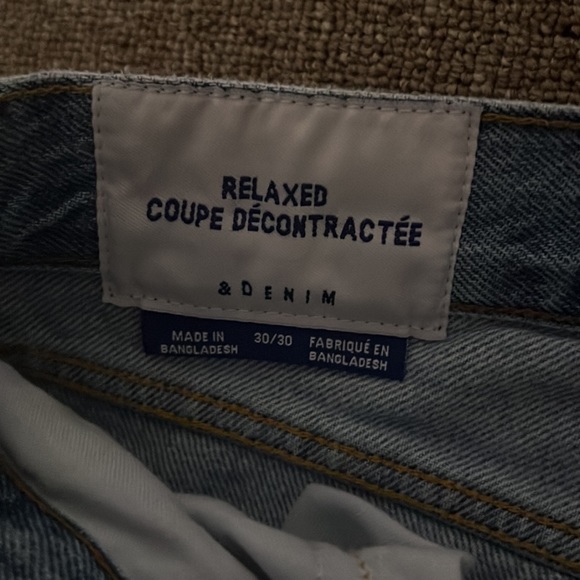 RELAXED
COUPE DÉCONTRACTÉE
& DENIM
MADE IN
BANGLADESH
30/30
FABRIQUÉ EN
BANGLADESH